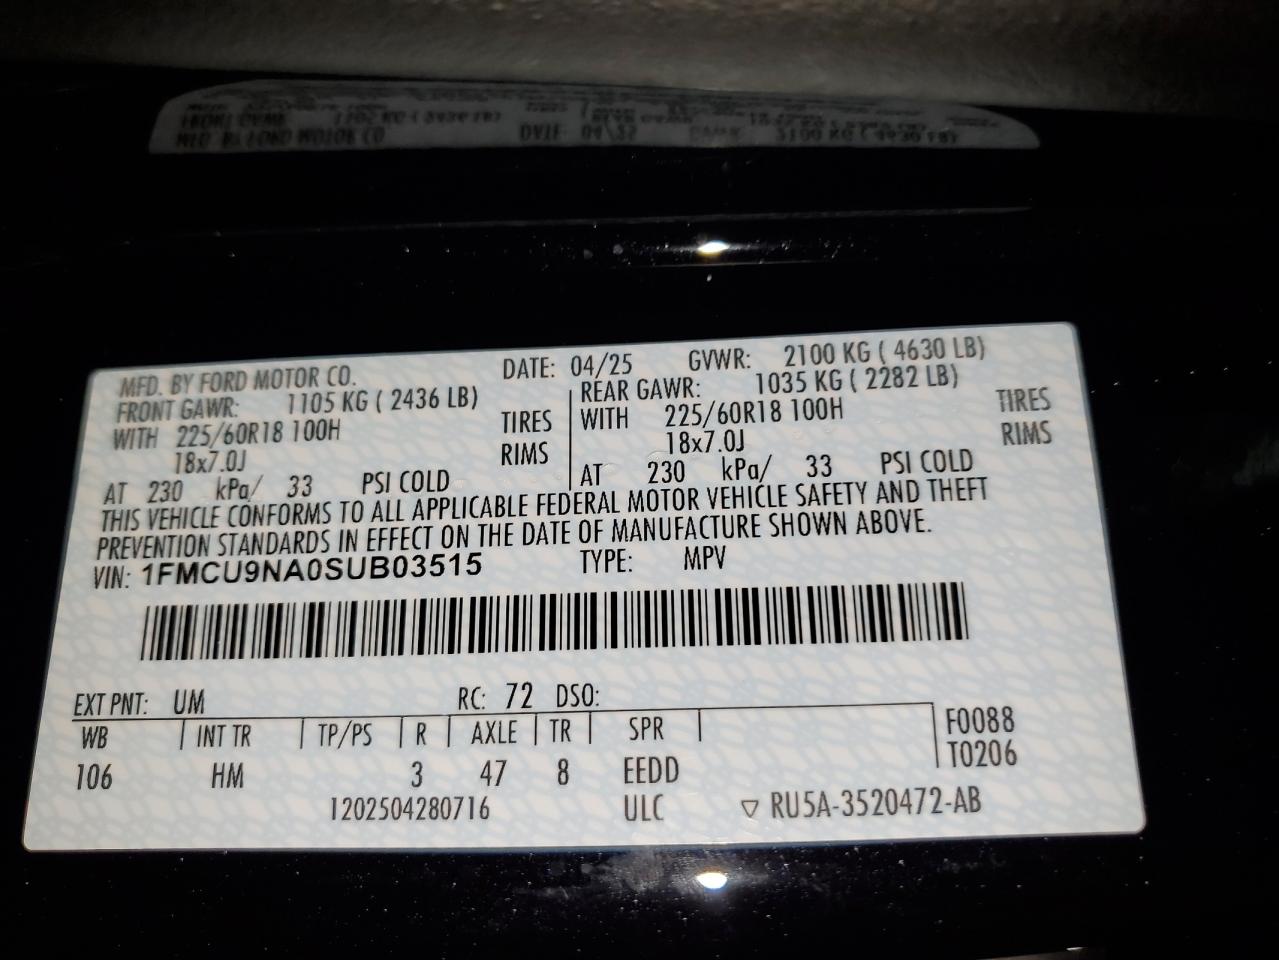 MFD. BY FORD MOTOR CO. DATE: 04/25 GVWR: 2100 KG ( 4630 LB)
FRONT GAWR: 1105 KG ( 2436 LB) REAR GAWR: 1035 KG ( 2282 LB)
WITH 225/60R18 100H TIRES WITH 225/60R18 100H TIRES
18x7.0J RIMS 18x7.0J RIMS
AT 230 kPa/ 33 PSI COLD AT 230 kPa/ 33 PSI COLD
THIS VEHICLE CONFORMS TO ALL APPLICABLE FEDERAL MOTOR VEHICLE SAFETY AND THEFT
PREVENTION STANDARDS IN EFFECT ON THE DATE OF MANUFACTURE SHOWN ABOVE.
VIN: 1FMCU9NA0SUB03515 TYPE: MPV
EXT PNT: UM RC: 72 DSO:
WB INT TR TP/PS R AXLE TR SPR F0088
106 HM 3 47 8 EEDD T0206
1202504280716 ULC ▽ RU5A-3520472-AB